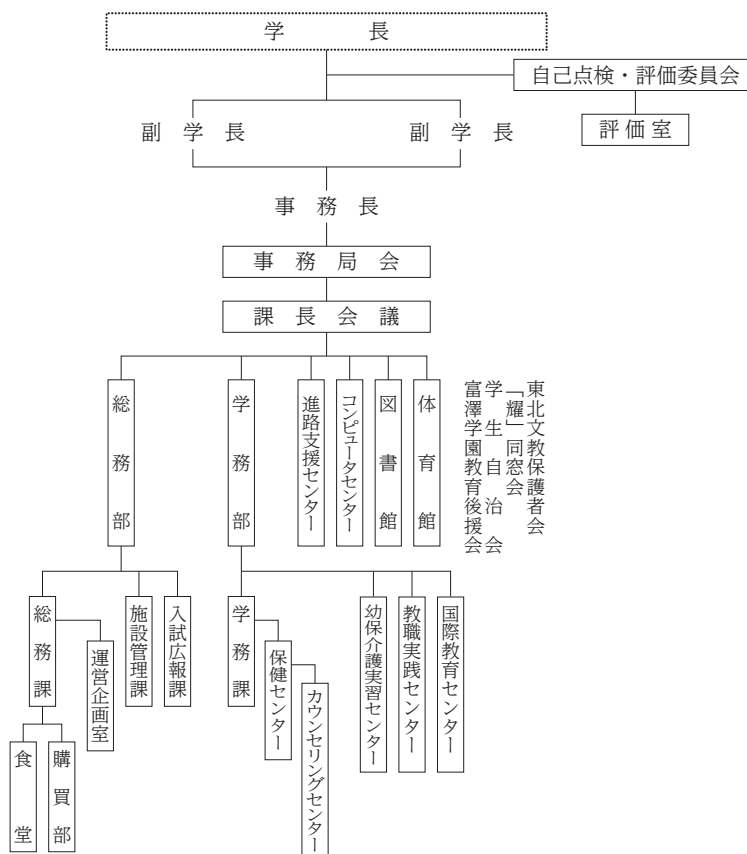 学長
自己点検・評価委員会
評価室
副学長
副学長
事務長
事務局会
課長会議
総務部
学務部
進路支援センター
コンピュータセンター
図書館
体育館
東北文教保護者会
「耀」同窓会
学生自治会
富澤学園教育後援会
総務課
運営企画室
施設管理課
入試広報課
学務課
保健センター
カウンセリングセンター
幼保介護実習センター
教職実践センター
国際教育センター
食堂
購買部